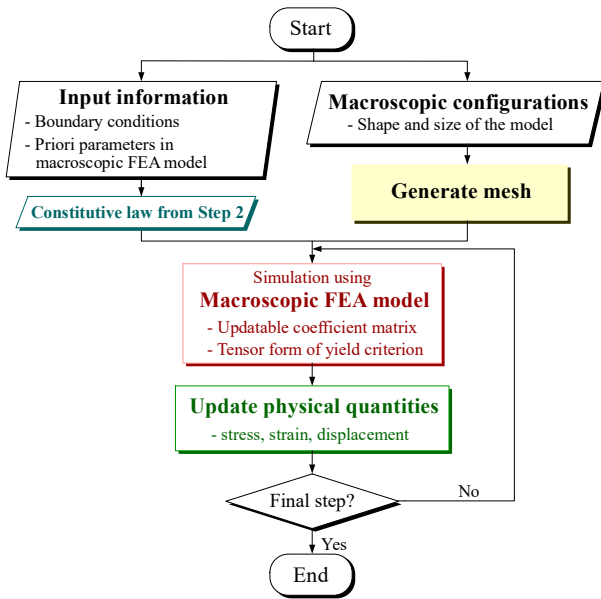 Start
Input information
- Boundary conditions
- Priori parameters in
macroscopic FEA model
Constitutive law from Step 2
Macroscopic configurations
- Shape and size of the model
Generate mesh
Simulation using
Macroscopic FEA model
- Updatable coefficient matrix
- Tensor form of yield criterion
Update physical quantities
- stress, strain, displacement
Final step?
No
Yes
End